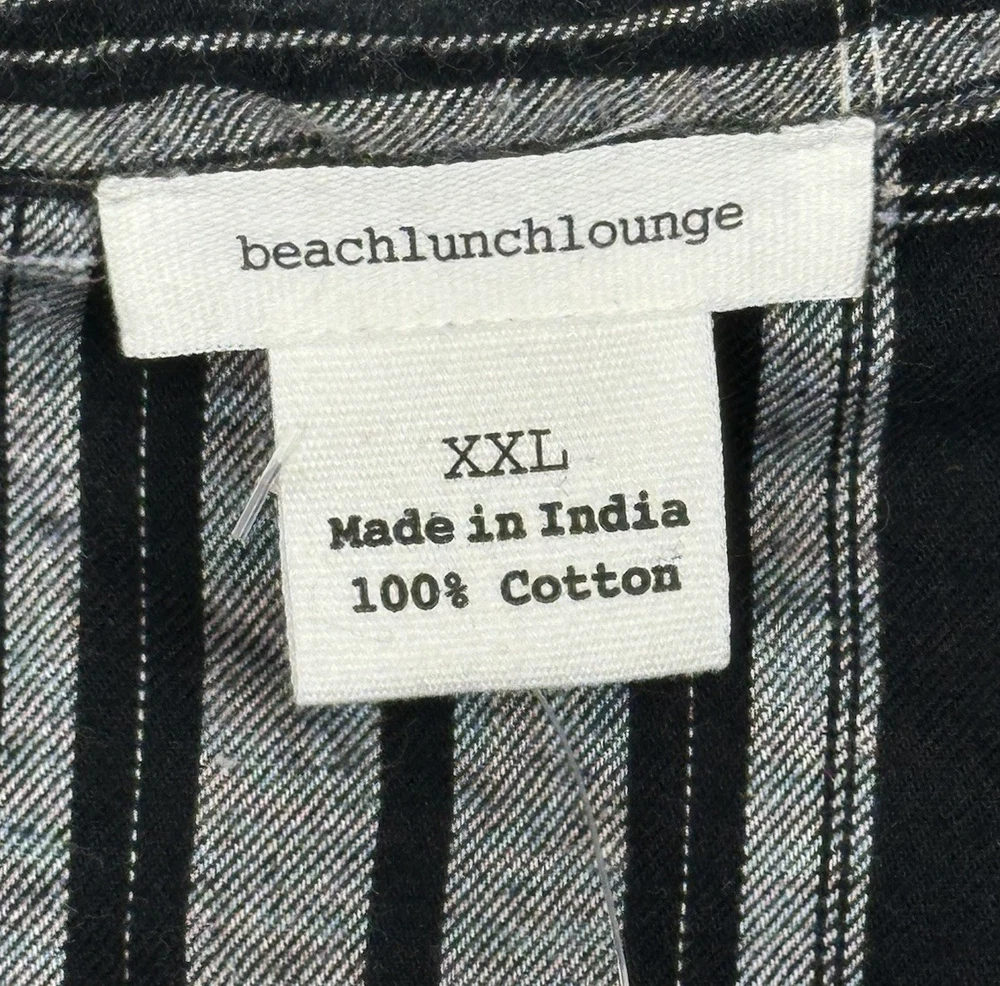 beachlunchlounge
XXL
Made in India
100% Cotton